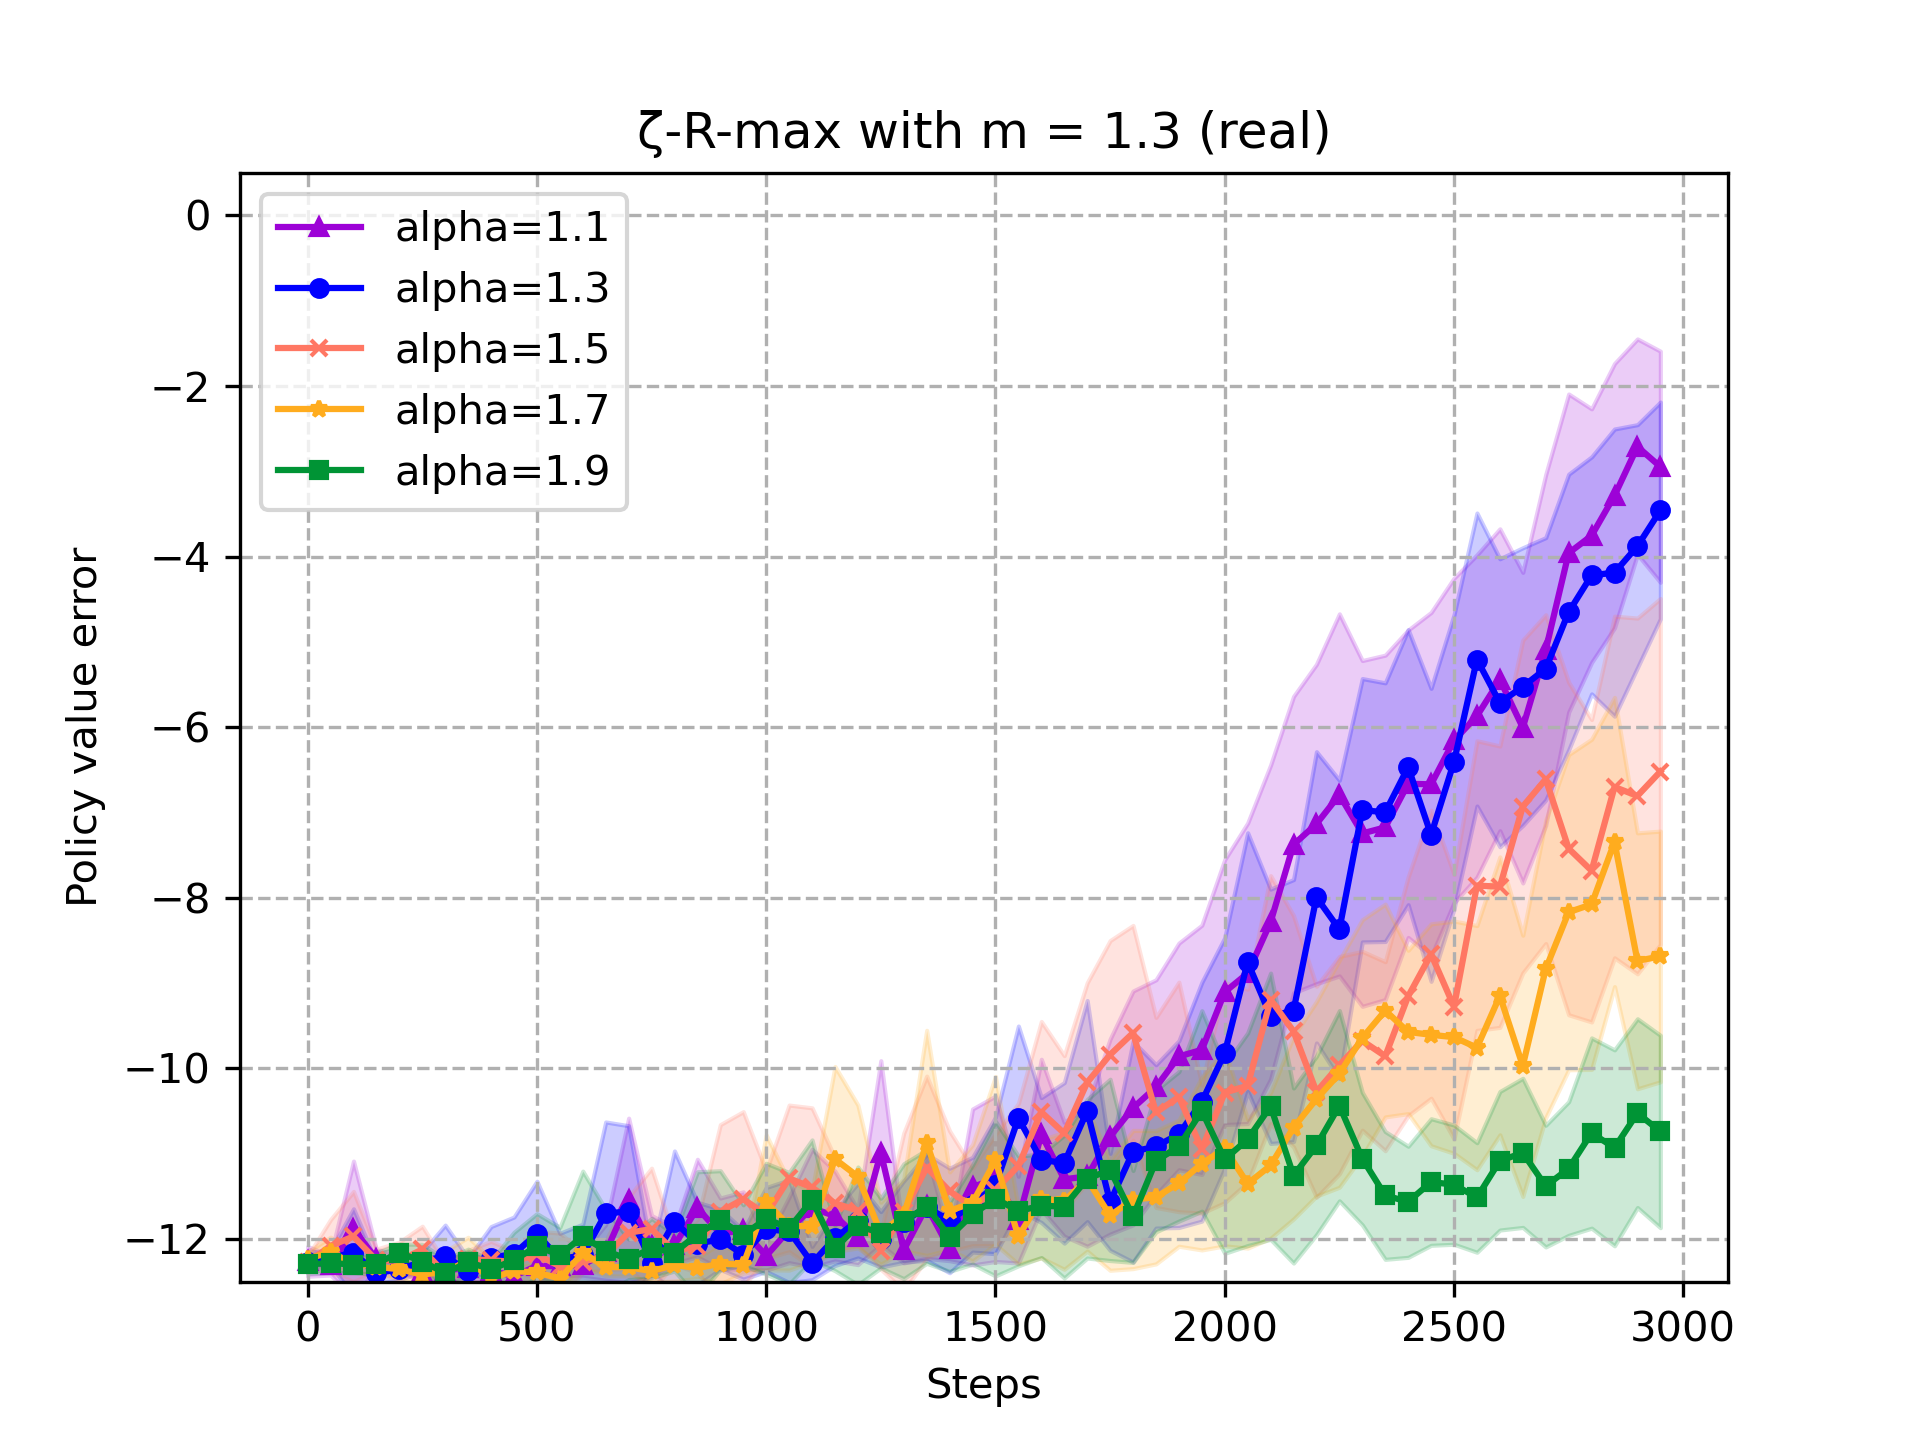 ζ-R-max with m = 1.3 (real)
alpha=1.1
alpha=1.3
alpha=1.5
alpha=1.7
alpha=1.9
Policy value error
0
−2
−4
−6
−8
−10
−12
0 500 1000 1500 2000 2500 3000
Steps